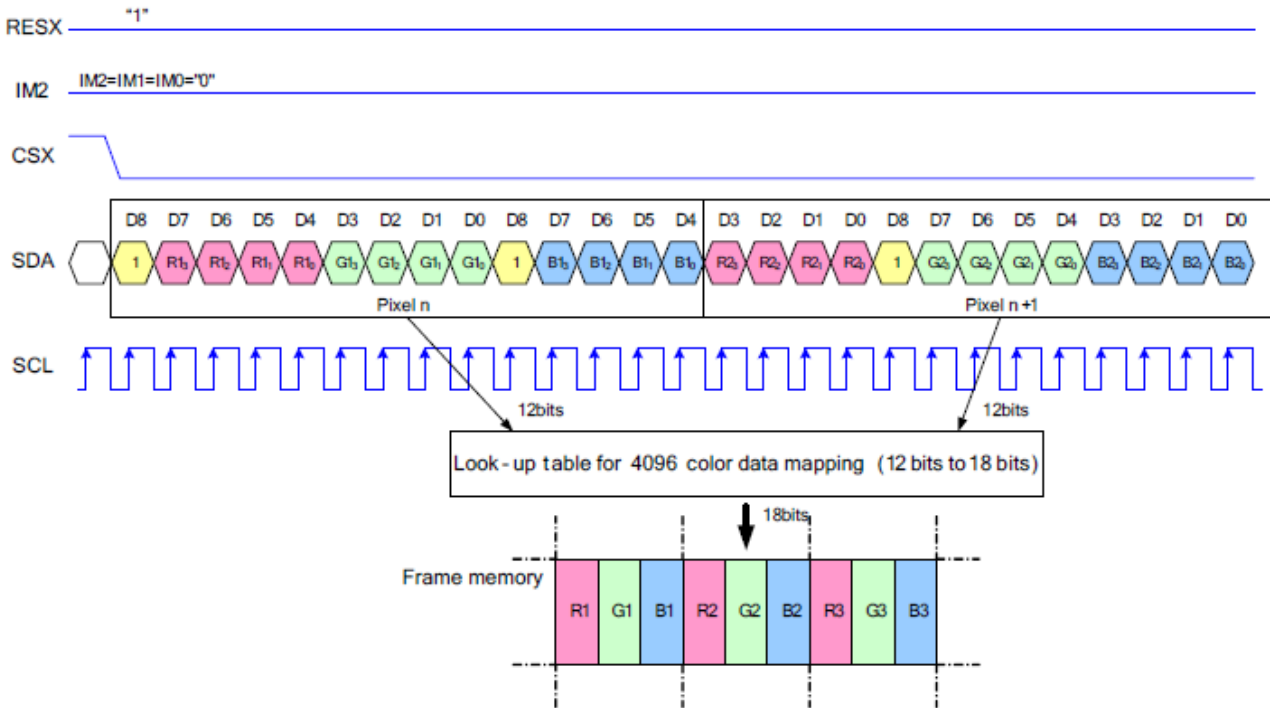 "1"
RESX
IM2=IM1=IM0="0"
IM2
CSX
D8 D7 D6 D5 D4 D3 D2 D1 D0 D8 D7 D6 D5 D4 D3 D2 D1 D0 D8 D7 D6 D5 D4 D3 D2 D1 D0
SDA 1 R1₃ R1₂ R1₁ R1₀ G1₃ G1₂ G1₁ G1₀ 1 B1₃ B1₂ B1₁ B1₀ R2₃ R2₂ R2₁ R2₀ 1 G2₃ G2₂ G2₁ G2₀ B2₃ B2₂ B2₁ B2₀
Pixel n Pixel n+1
SCL
12bits 12bits
Look-up table for 4096 color data mapping (12 bits to 18 bits)
18bits
Frame memory
R1 G1 B1 R2 G2 B2 R3 G3 B3